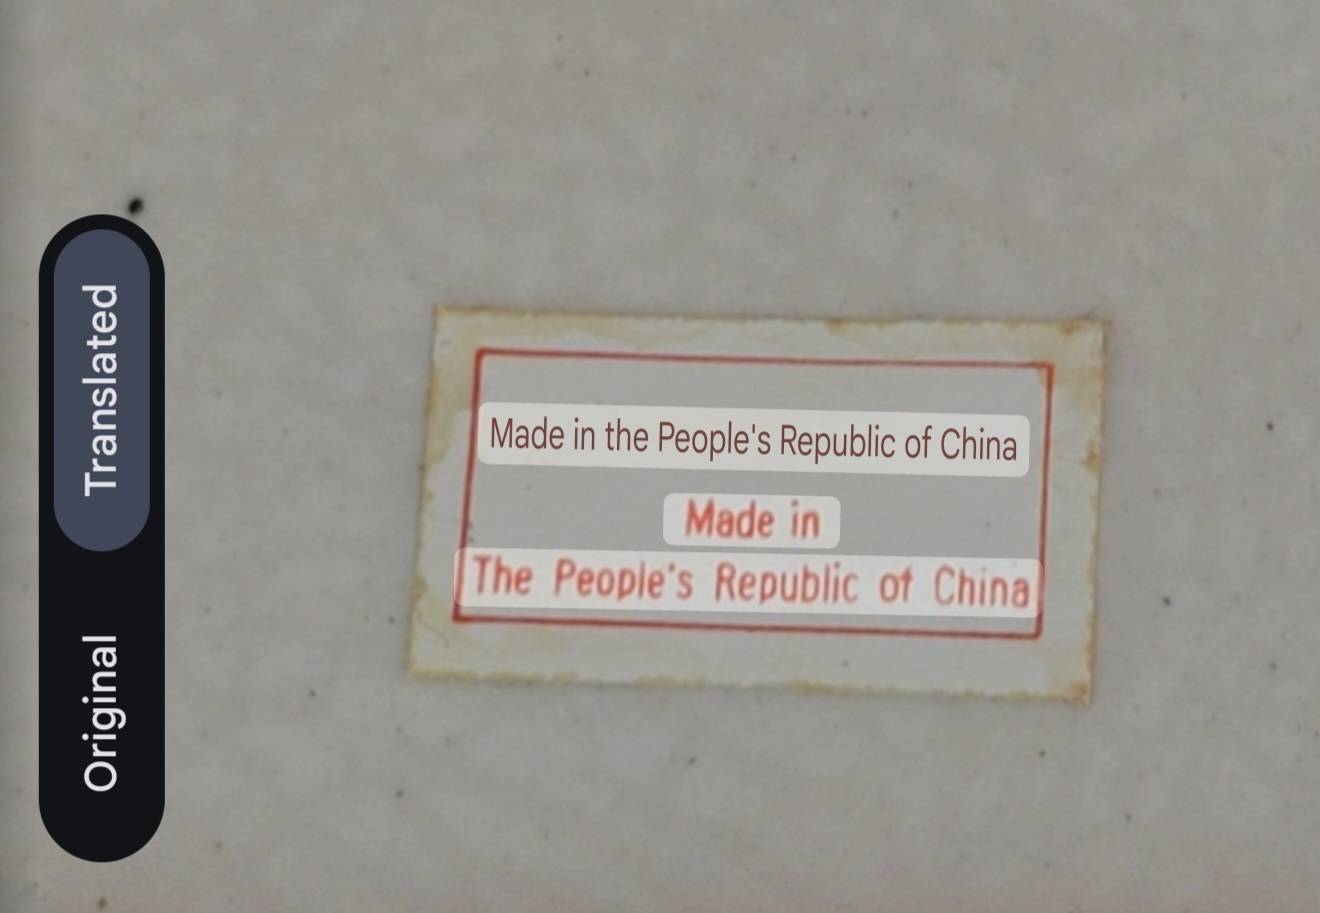 Made in the People's Republic of China
Made in
The People's Republic of China
Translated
Original